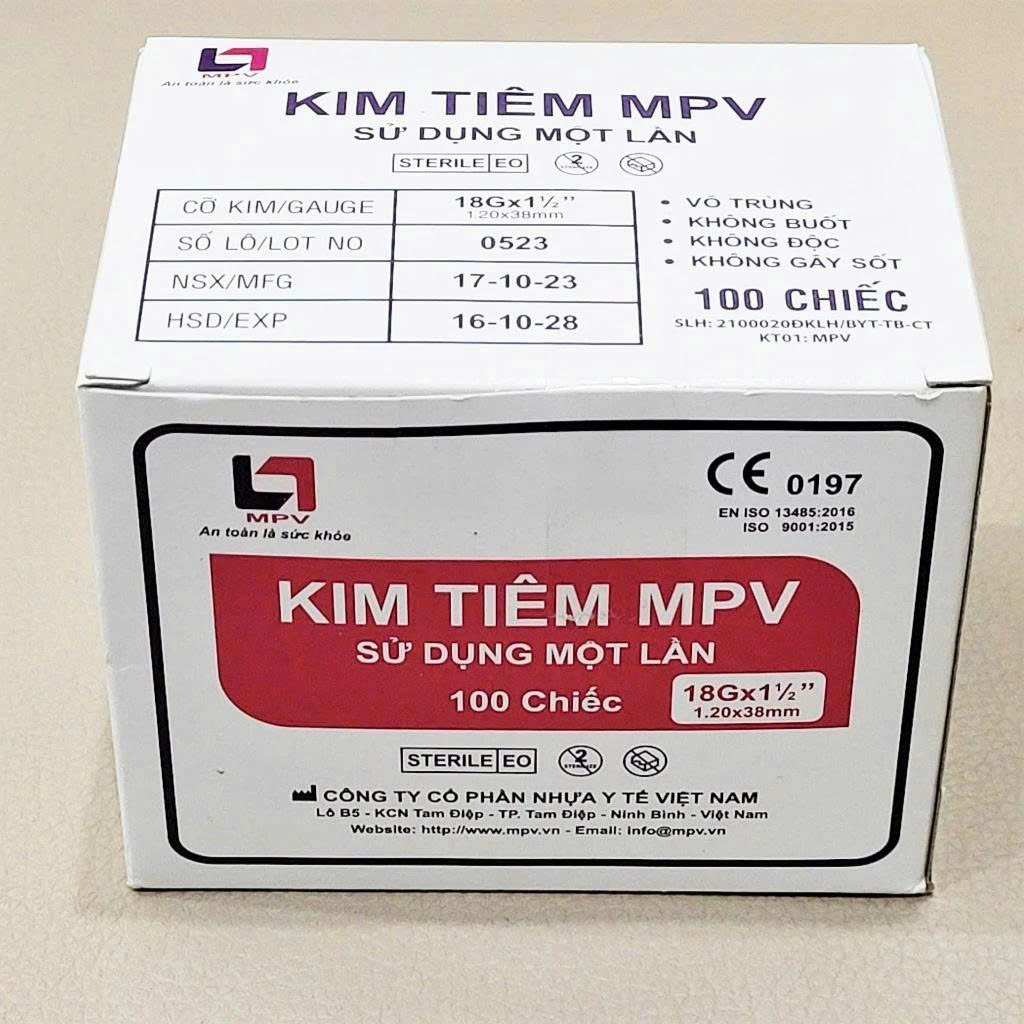 MPV
An toàn là sức khỏe
KIM TIÊM MPV
SỬ DỤNG MỘT LẦN
STERILE EO
2
STERILIZE
CỠ KIM/GAUGE 18Gx1½”
1.20x38mm
SỐ LÔ/LOT NO 0523
NSX/MFG 17-10-23
HSD/EXP 16-10-28
• VÔ TRÙNG
• KHÔNG BUỐT
• KHÔNG ĐỘC
• KHÔNG GÂY SỐT
100 CHIẾC
SLH: 2100020ĐKLH/BYT-TB-CT
KT01: MPV
MPV
An toàn là sức khỏe
CE 0197
EN ISO 13485:2016
ISO 9001:2015
KIM TIÊM MPV
SỬ DỤNG MỘT LẦN
100 Chiếc
18Gx1½”
1.20x38mm
STERILE EO
2
STERILIZE
CÔNG TY CỔ PHẦN NHỰA Y TẾ VIỆT NAM
Lô B5 - KCN Tam Điệp - TP. Tam Điệp - Ninh Bình - Việt Nam
Website: http://www.mpv.vn - Email: info@mpv.vn